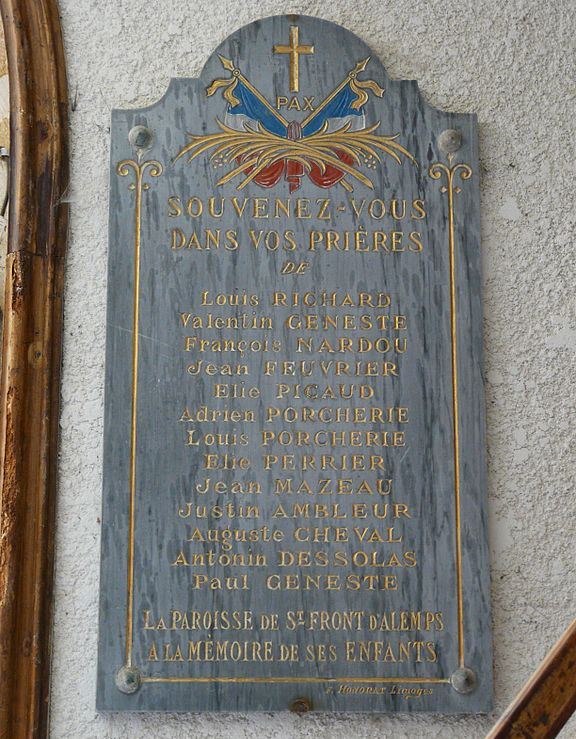 PAX
SOUVENEZ-VOUS
DANS VOS PRIÈRES
DE
Louis RICHARD
Valentin GENESTE
François NARDOU
Jean FEUVRIER
Elie PICAUD
Adrien PORCHERIE
Louis PORCHERIE
Elie PERRIER
Jean MAZEAU
Justin AMBLEUR
Auguste CHEVAL
Antonin DESSOLAS
Paul GENESTE
LA PAROISSE DE ST FRONT D'ALEMPS
A LA MÉMOIRE DE SES ENFANTS
Limoges